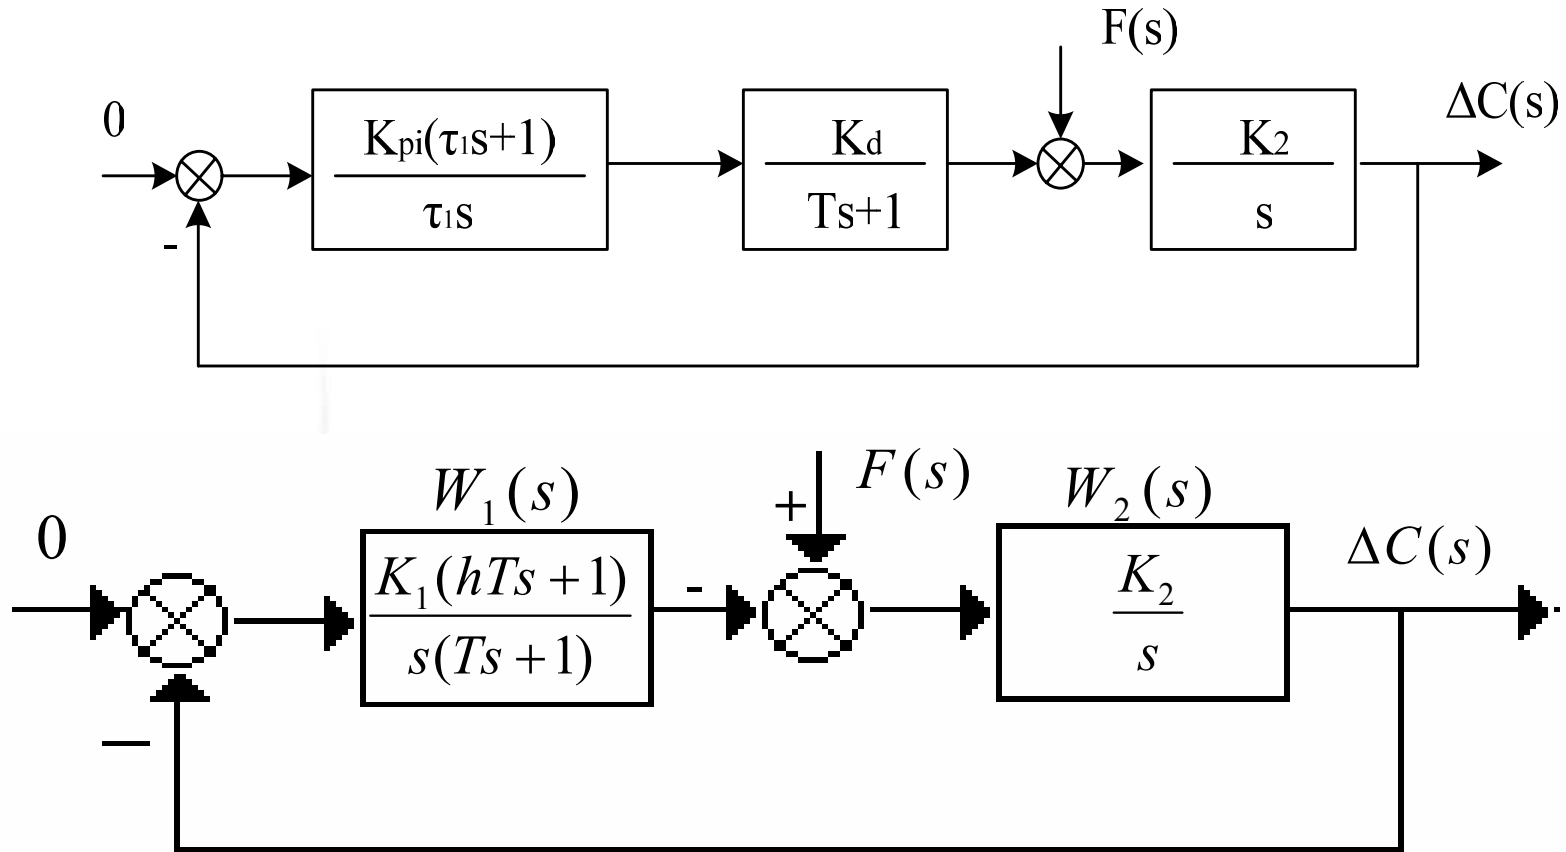 F(s)
0 ΔC(s)
Kpi(τ1s+1) Kd K2
τ1s Ts+1 s
-
W1(s) + F(s) W2(s)
0 ΔC(s)
K1(hTs+1) - K2
s(Ts+1) s
—